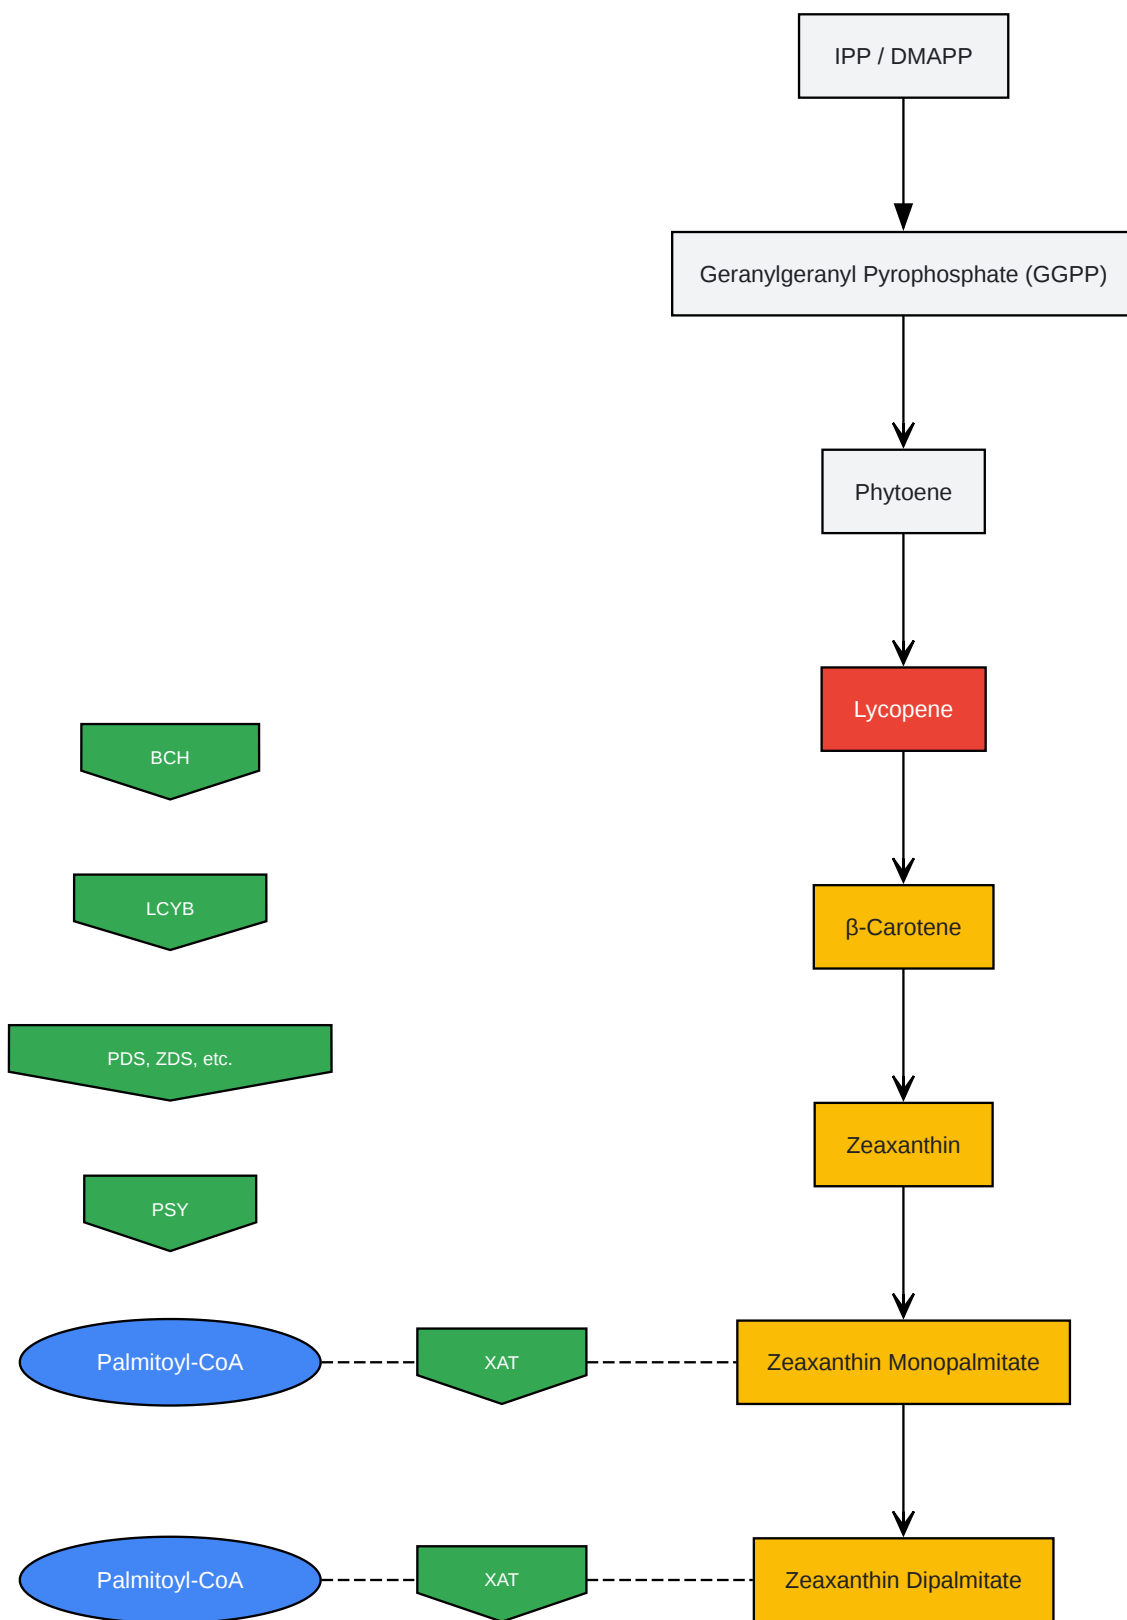 IPP / DMAPP
Geranylgeranyl Pyrophosphate (GGPP)
Phytoene
Lycopene
BCH
LCYB
β-Carotene
PDS, ZDS, etc.
Zeaxanthin
PSY
Palmitoyl-CoA
XAT
Zeaxanthin Monopalmitate
Palmitoyl-CoA
XAT
Zeaxanthin Dipalmitate